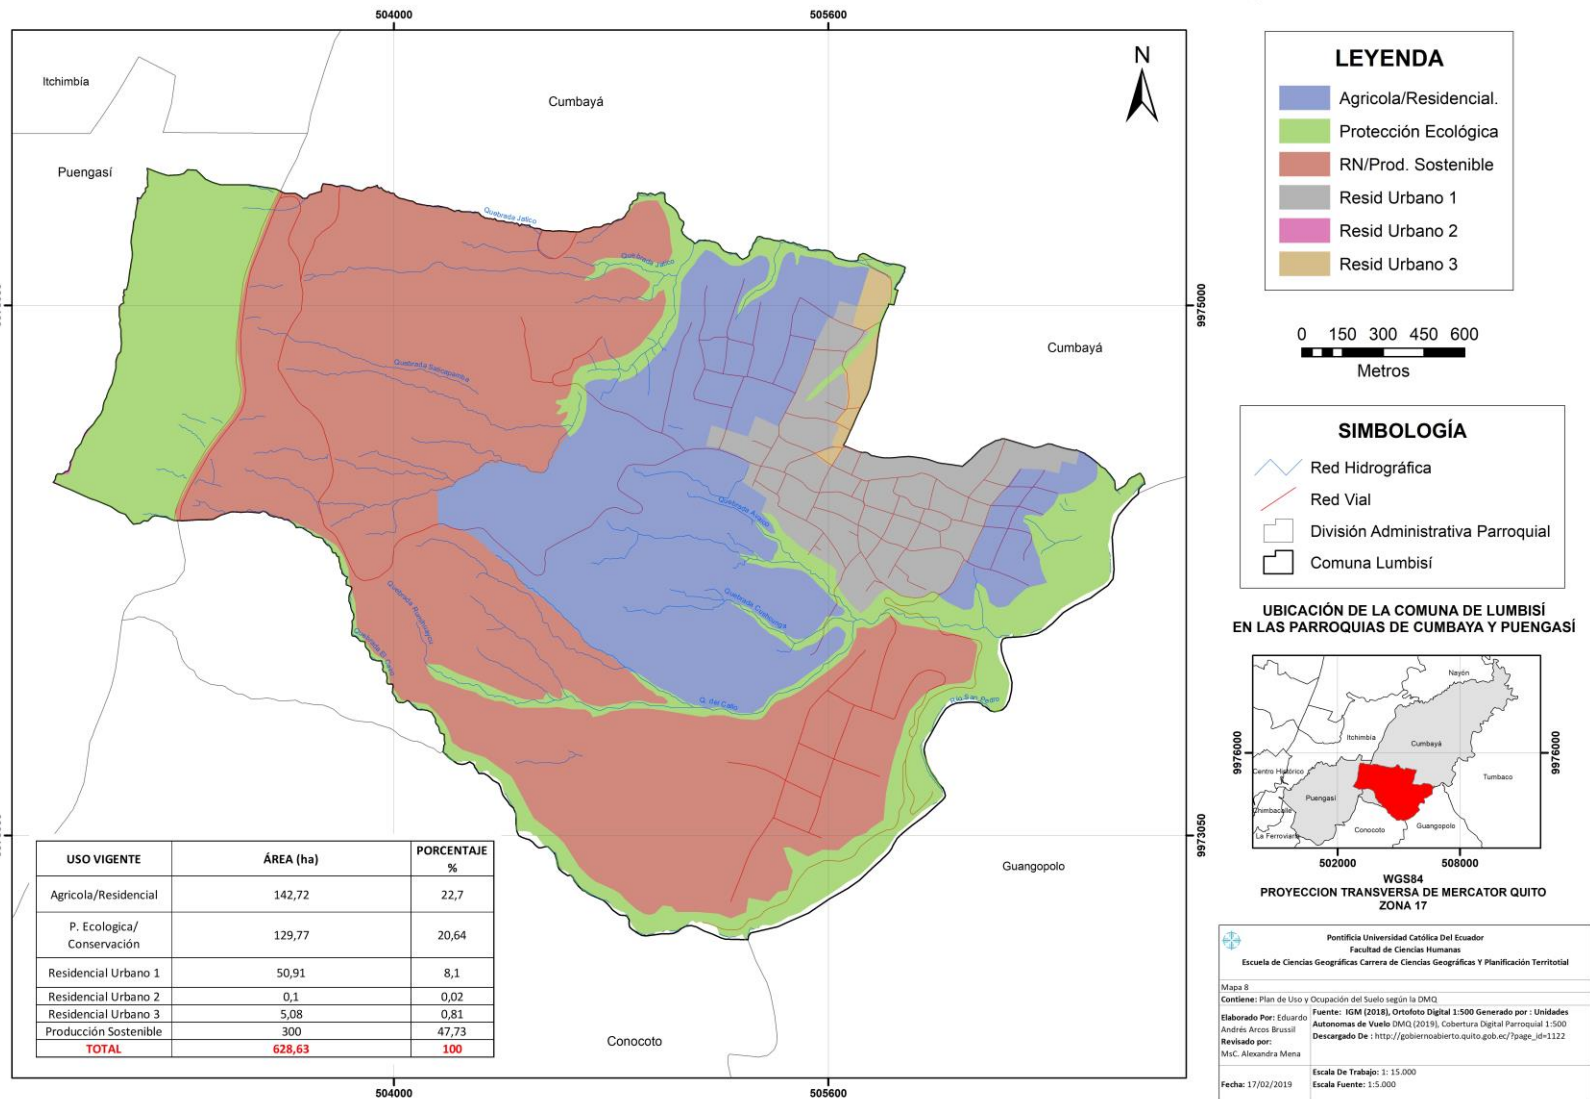 504000
505600
Itchimbía
Cumbayá
N
Puengasí
Quebrada Jatico
Quebrada Jatico
9975000
Cumbayá
Quebrada Avasco
Quebrada Rumihuayco
Q. del Callo
Río San Pedro
9973050
Guangopolo
Conocoto
504000
505600
USO VIGENTE ÁREA (ha) PORCENTAJE
%
Agricola/Residencial 142,72 22,7
P. Ecologica/
Conservación 129,77 20,64
Residencial Urbano 1 50,91 8,1
Residencial Urbano 2 0,1 0,02
Residencial Urbano 3 5,08 0,81
Producción Sostenible 300 47,73
TOTAL 628,63 100
LEYENDA
Agricola/Residencial.
Protección Ecológica
RN/Prod. Sostenible
Resid Urbano 1
Resid Urbano 2
Resid Urbano 3
0 150 300 450 600
Metros
SIMBOLOGÍA
Red Hidrográfica
Red Vial
División Administrativa Parroquial
Comuna Lumbisí
UBICACIÓN DE LA COMUNA DE LUMBISÍ
EN LAS PARROQUIAS DE CUMBAYA Y PUENGASÍ
Nayón
Itchimbía
Cumbayá
9976000
9976000
Centro Histórico
Tumbaco
Puengasí
Chimbacalle
Conocoto
Guangopolo
La Ferroviaria
502000
508000
WGS84
PROYECCION TRANSVERSA DE MERCATOR QUITO
ZONA 17
Pontificia Universidad Católica Del Ecuador
Facultad de Ciencias Humanas
Escuela de Ciencias Geográficas Carrera de Ciencias Geográficas Y Planificación Territotial
Mapa 8
Contiene: Plan de Uso y Ocupación del Suelo según la DMQ
Elaborado Por: Eduardo
Andrés Arcos Brussil
Revisado por:
MsC. Alexandra Mena
Fecha: 17/02/2019
Fuente: IGM (2018), Ortofoto Digital 1:500 Generado por : Unidades
Autonomas de Vuelo DMQ (2019), Cobertura Digital Parroquial 1:500
Descargado De : http://gobiernoabierto.quito.gob.ec/?page_id=1122
Escala De Trabajo: 1: 15.000
Escala Fuente: 1:5.000